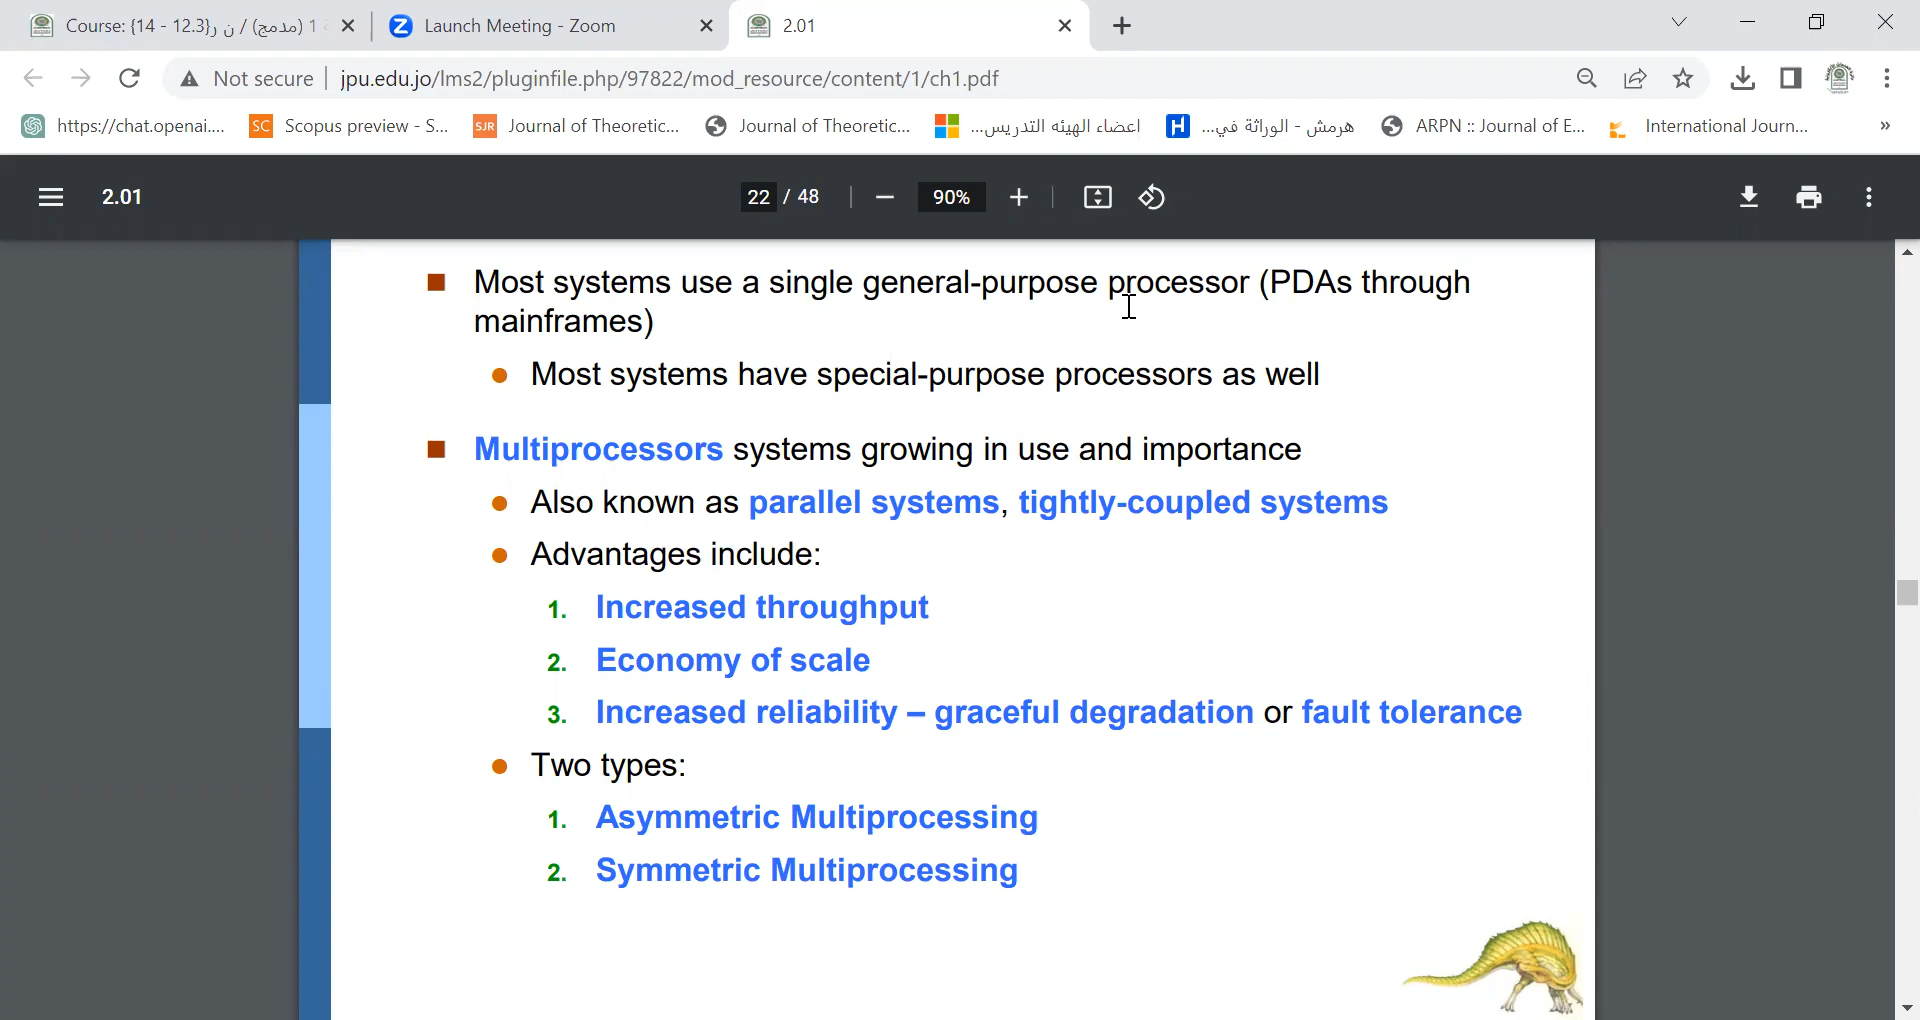 Course: {14 - 12.3}ر ن / (مدمج) 1
Launch Meeting - Zoom
2.01
Not secure
jpu.edu.jo/lms2/pluginfile.php/97822/mod_resource/content/1/ch1.pdf
https://chat.openai....
SC
Scopus preview - S...
SJR
Journal of Theoretic...
Journal of Theoretic...
اعضاء الهيئه التدريس...
H
هرمش - الوراثة في...
ARPN :: Journal of E...
International Journ...
»
2.01
22 / 48
90%
Most systems use a single general-purpose processor (PDAs through
mainframes)
Most systems have special-purpose processors as well
Multiprocessors systems growing in use and importance
Also known as parallel systems, tightly-coupled systems
Advantages include:
1. Increased throughput
2. Economy of scale
3. Increased reliability – graceful degradation or fault tolerance
Two types:
1. Asymmetric Multiprocessing
2. Symmetric Multiprocessing